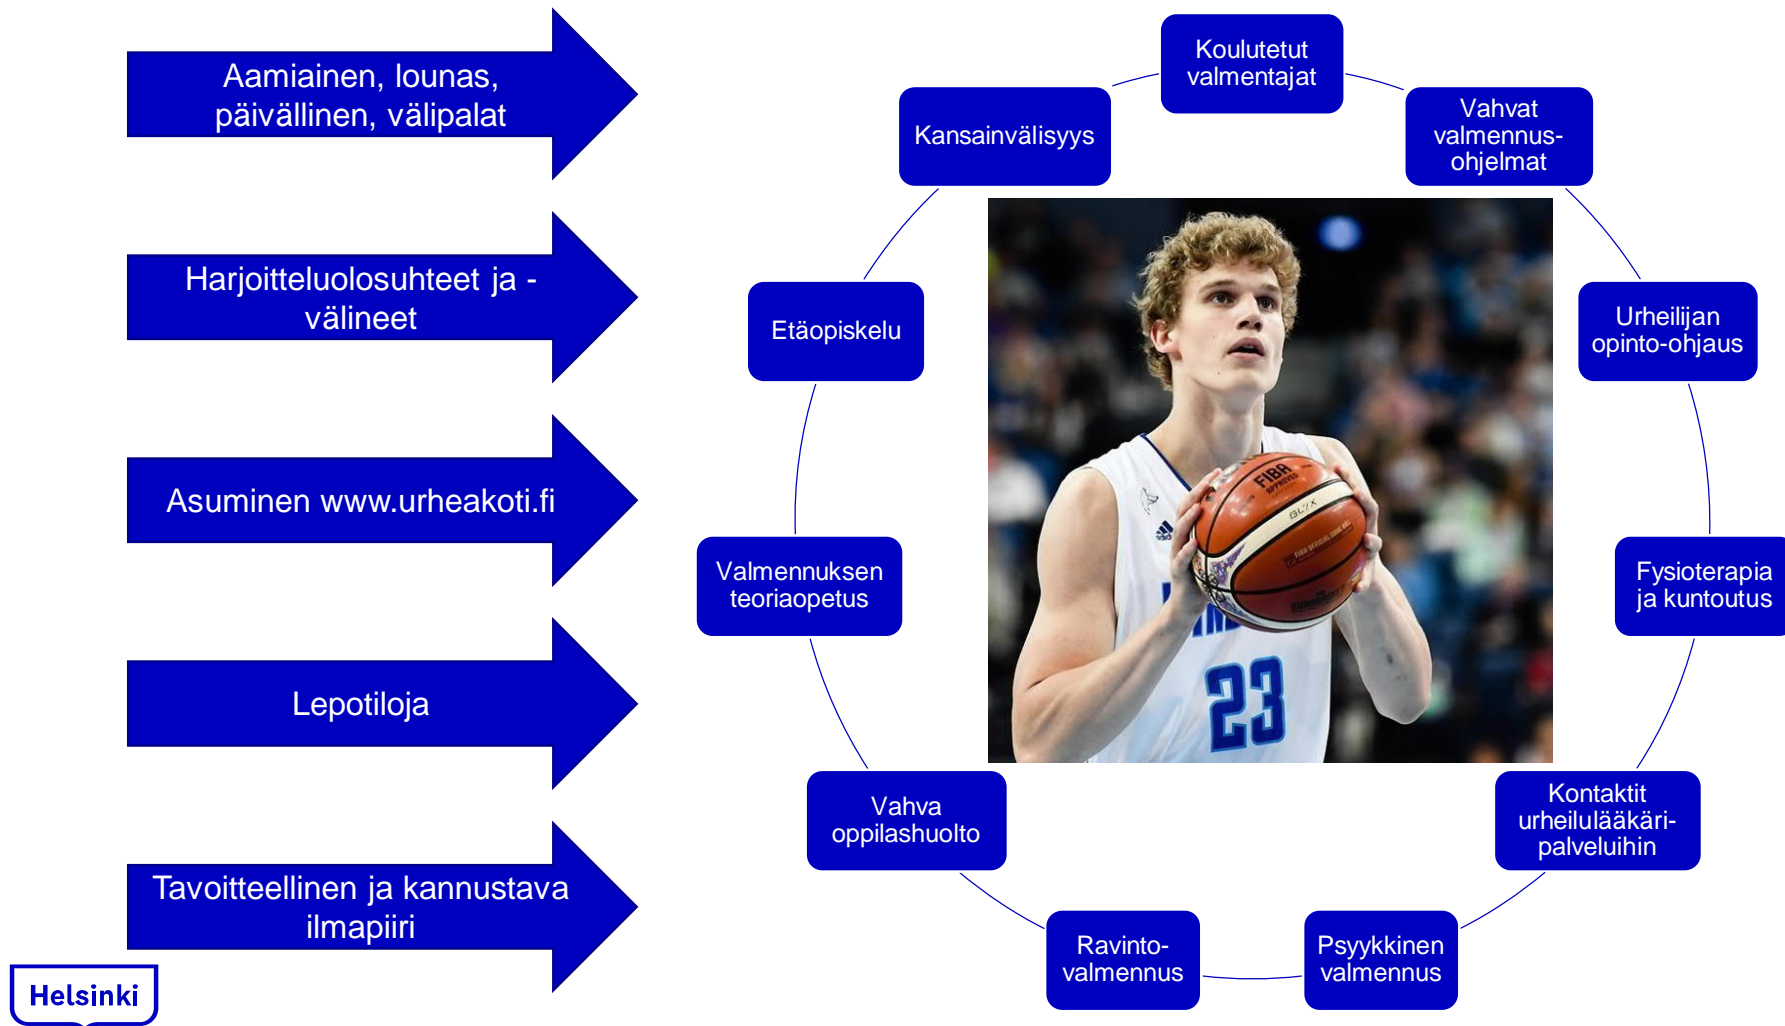 Aamiainen, lounas,
päivällinen, välipalat
Harjoitteluolosuhteet ja -
välineet
Asuminen www.urheakoti.fi
Lepotiloja
Tavoitteellinen ja kannustava
ilmapiiri
Helsinki
Koulutetut
valmentajat
Vahvat
valmennus-
ohjelmat
Urheilijan
opinto-ohjaus
Fysioterapia
ja kuntoutus
Kontaktit
urheilulääkäri-
palveluihin
Psyykkinen
valmennus
Ravinto-
valmennus
Vahva
oppilashuolto
Valmennuksen
teoriaopetus
Etäopiskelu
Kansainvälisyys
FIBA
APPROVED
GL7X
23